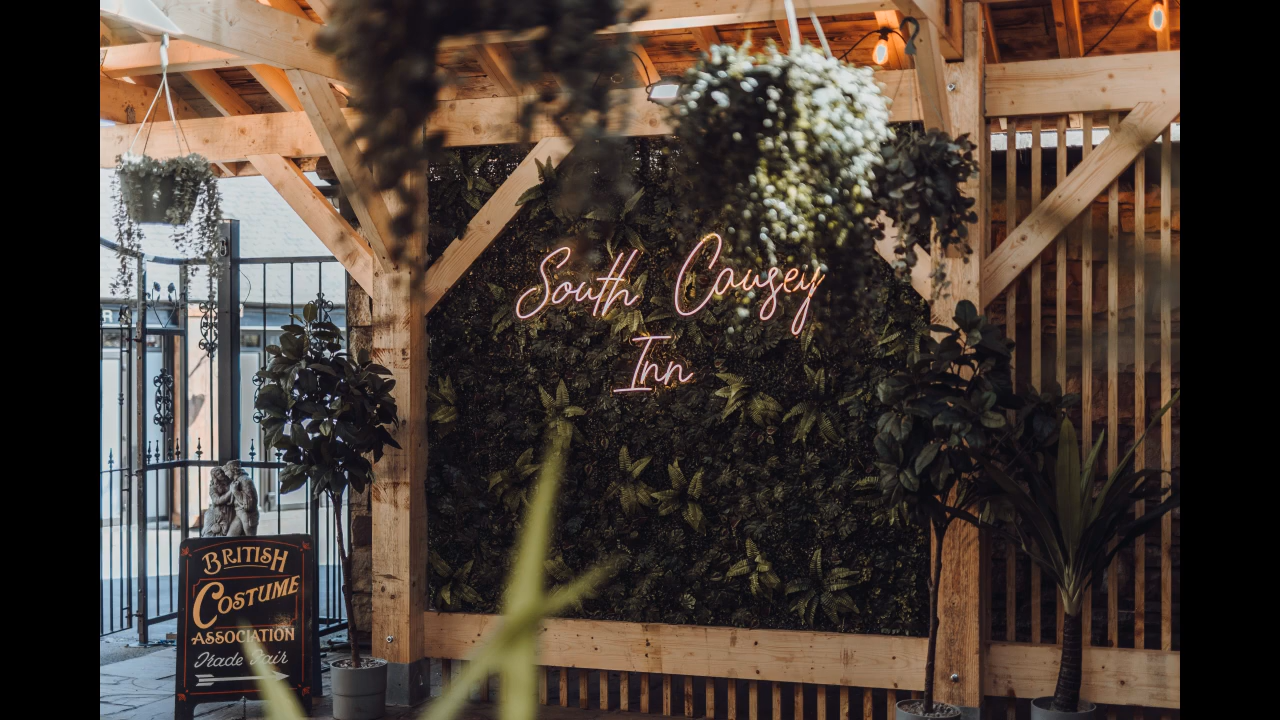 South Causey
Inn
BRITISH
COSTUME
ASSOCIATION
Trade Fair